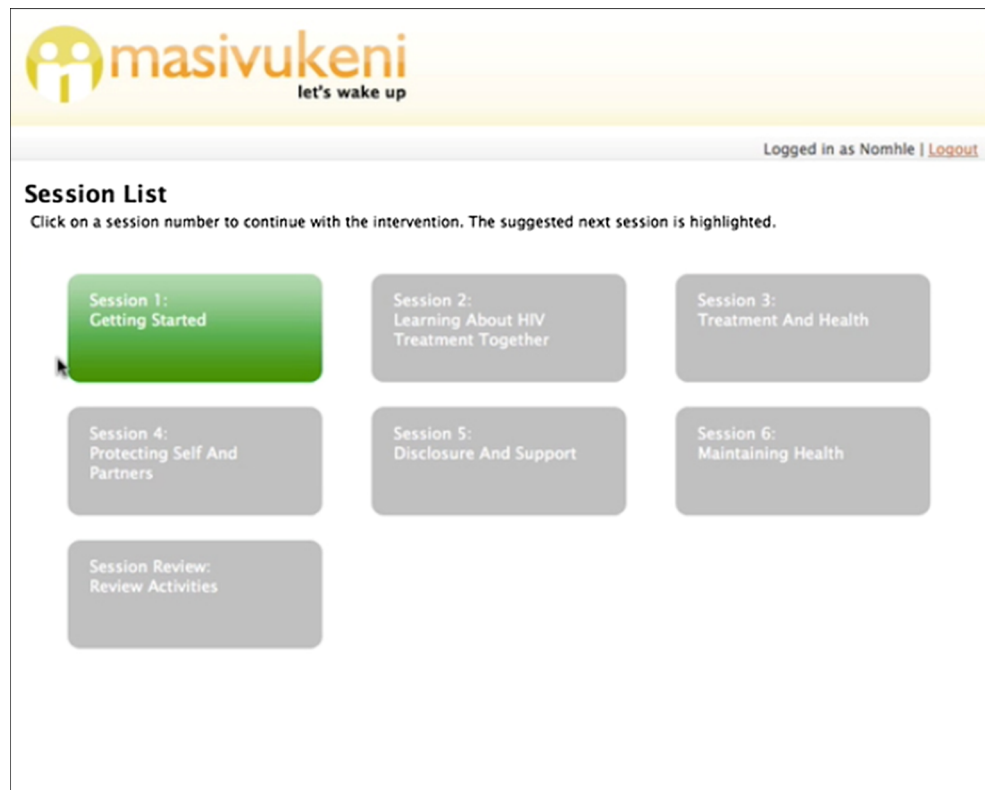 masivukeni
let's wake up
Logged in as Nomhle | Logout
Session List
Click on a session number to continue with the intervention. The suggested next session is highlighted.
Session 1:
Getting Started
Session 2:
Learning About HIV
Treatment Together
Session 3:
Treatment And Health
Session 4:
Protecting Self And
Partners
Session 5:
Disclosure And Support
Session 6:
Maintaining Health
Session Review:
Review Activities